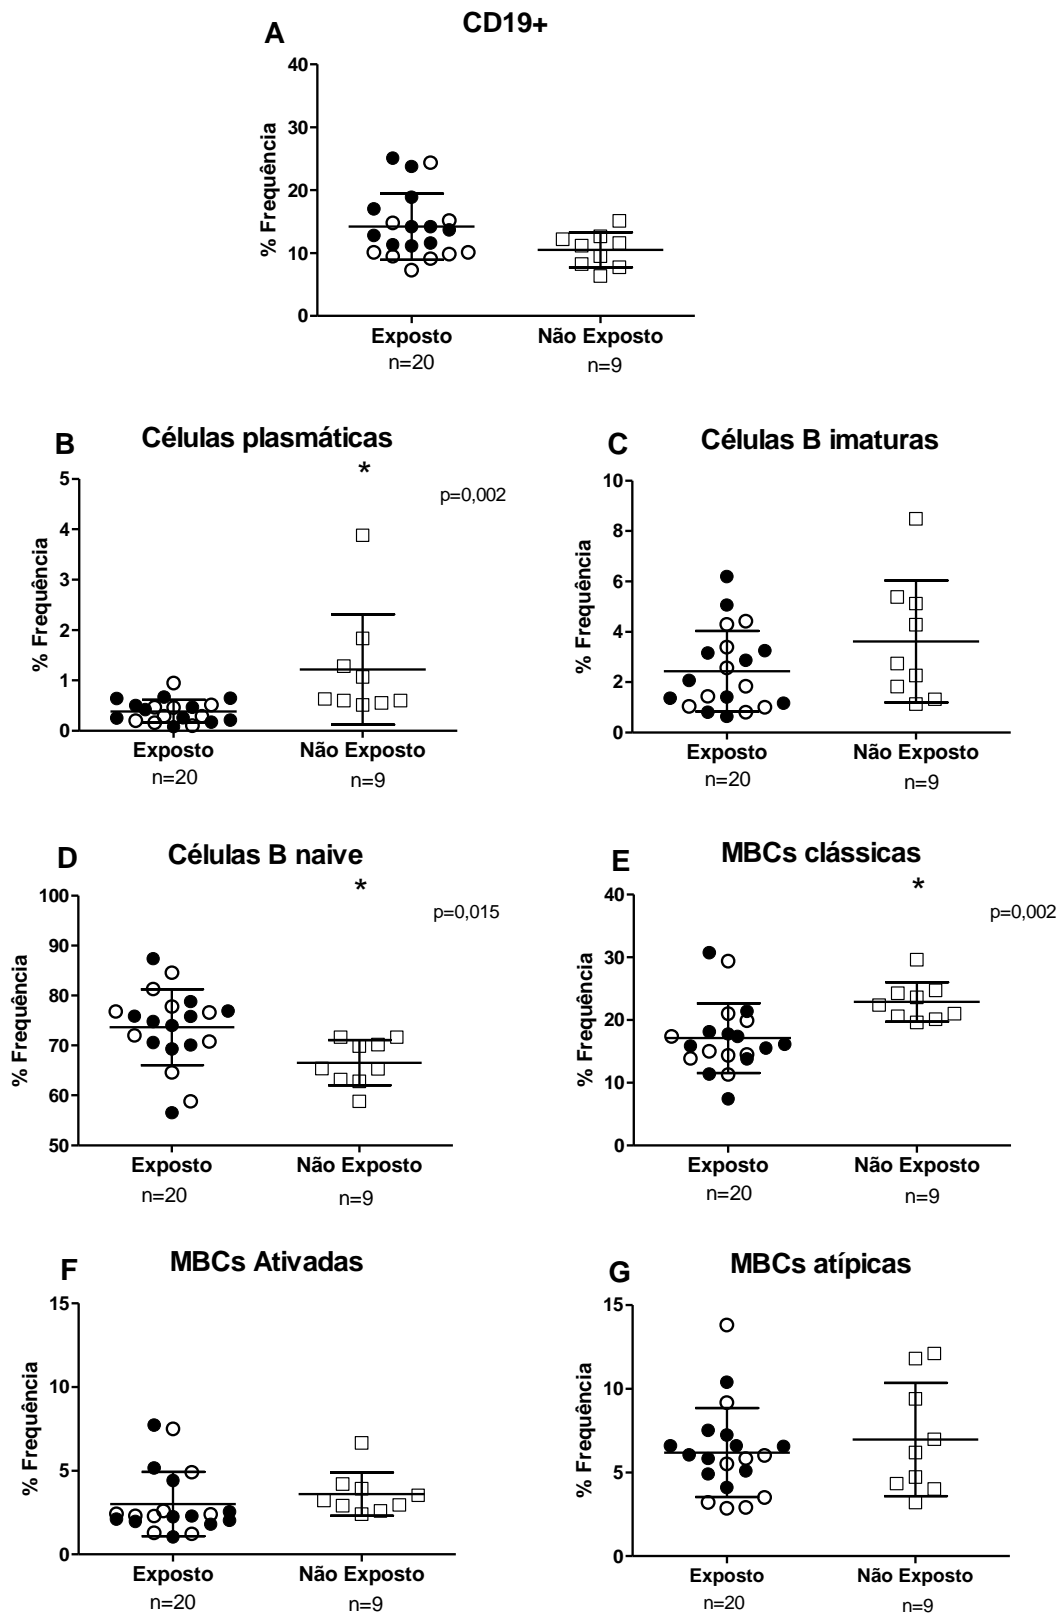 A
CD19+
% Frequência
40
30
20
10
0
Exposto
Não Exposto
n=20
n=9
B
Células plasmáticas
*
p=0,002
% Frequência
5
4
3
2
1
0
Exposto
Não Exposto
n=20
n=9
C
Células B imaturas
% Frequência
10
8
6
4
2
0
Exposto
Não Exposto
n=20
n=9
D
Células B naive
*
p=0,015
% Frequência
100
90
80
70
60
50
Exposto
Não Exposto
n=20
n=9
E
MBCs clássicas
*
p=0,002
% Frequência
40
30
20
10
0
Exposto
Não Exposto
n=20
n=9
F
MBCs Ativadas
% Frequência
15
10
5
0
Exposto
Não Exposto
n=20
n=9
G
MBCs atípicas
% Frequência
15
10
5
0
Exposto
Não Exposto
n=20
n=9